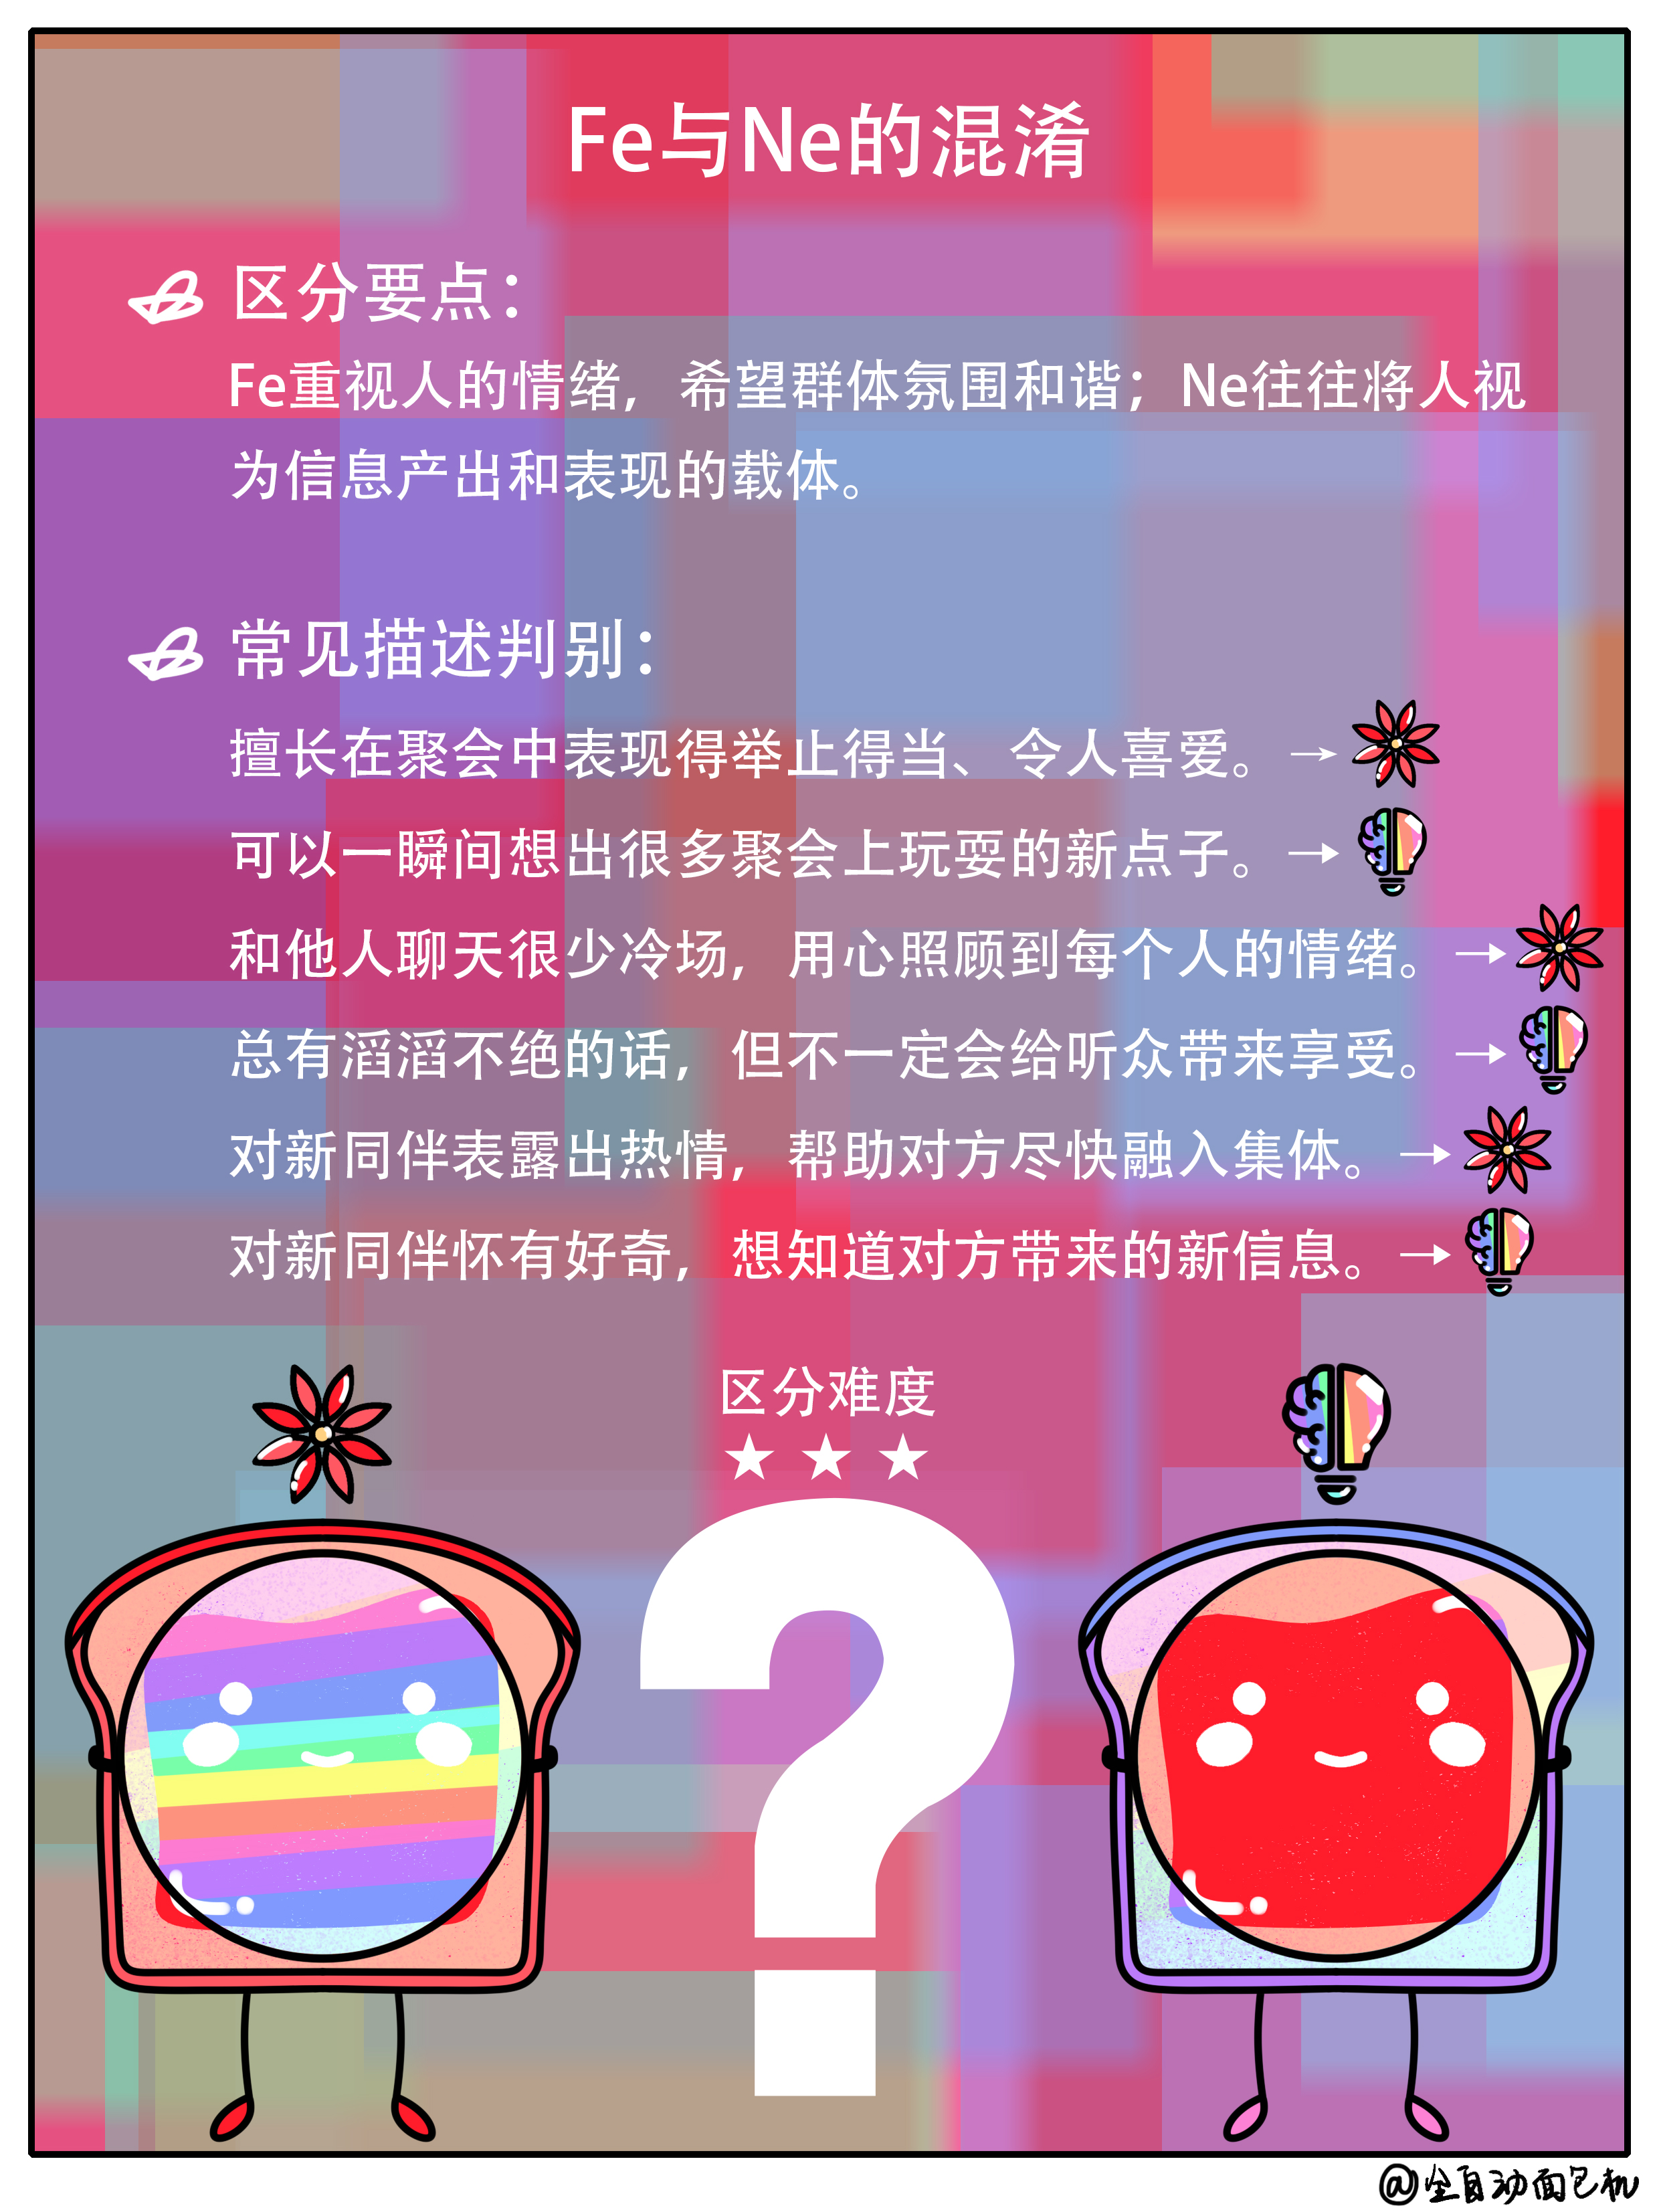 Fe与Ne的混淆
区分要点：
Fe重视人的情绪，希望群体氛围和谐；Ne往往将人视
为信息产出和表现的载体。
常见描述判别：
擅长在聚会中表现得举止得当、令人喜爱。→
可以一瞬间想出很多聚会上玩耍的新点子。→
和他人聊天很少冷场，用心照顾到每个人的情绪。→
总有滔滔不绝的话，但不一定会给听众带来享受。→
对新同伴表露出热情，帮助对方尽快融入集体。→
对新同伴怀有好奇，想知道对方带来的新信息。→
区分难度
★★★
?
@全自动面包机